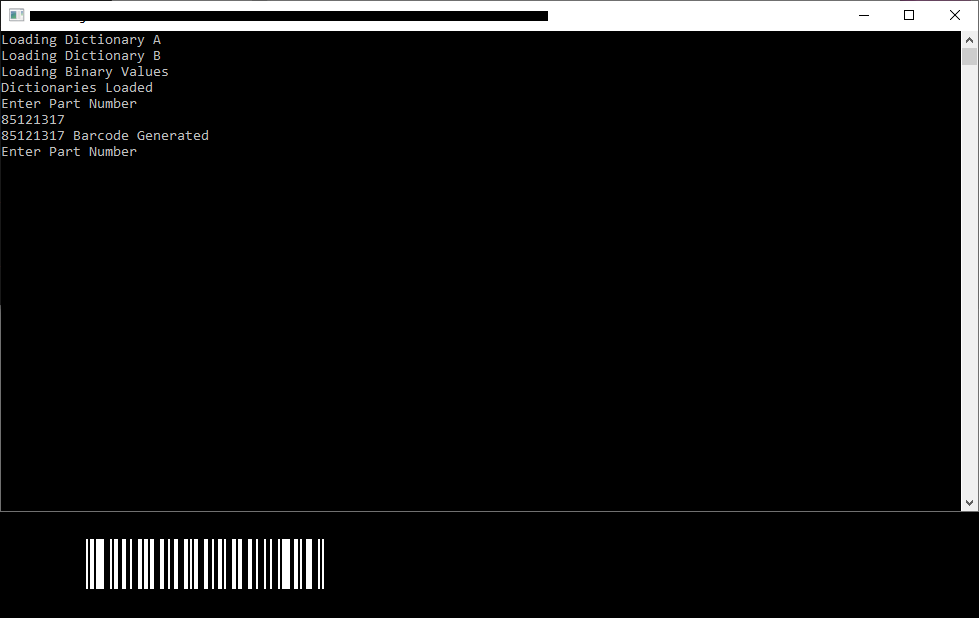 Loading Dictionary A
Loading Dictionary B
Loading Binary Values
Dictionaries Loaded
Enter Part Number
85121317
85121317 Barcode Generated
Enter Part Number